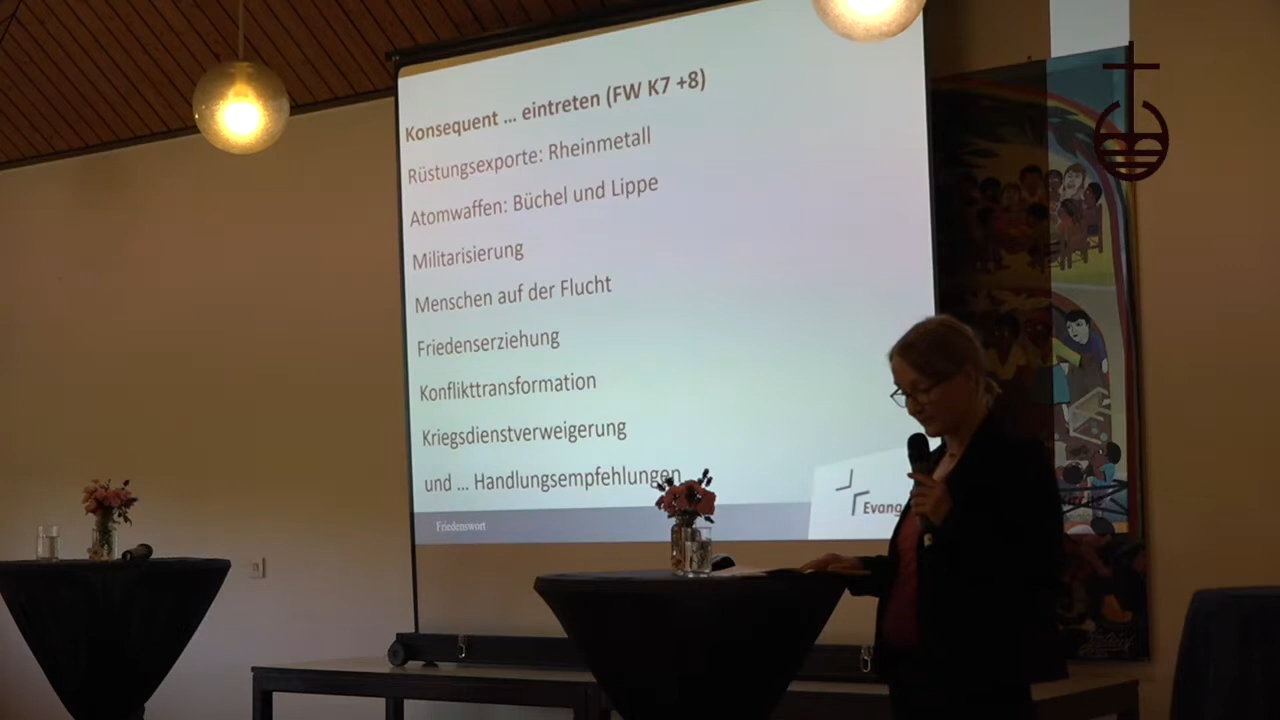 Konsequent ... eintreten (FW K7 +8)
Rüstungsexporte: Rheinmetall
Atomwaffen: Büchel und Lippe
Militarisierung
Menschen auf der Flucht
Friedenserziehung
Konflikttransformation
Kriegsdienstverweigerung
und ... Handlungsempfehlungen
Friedenswort
Evang